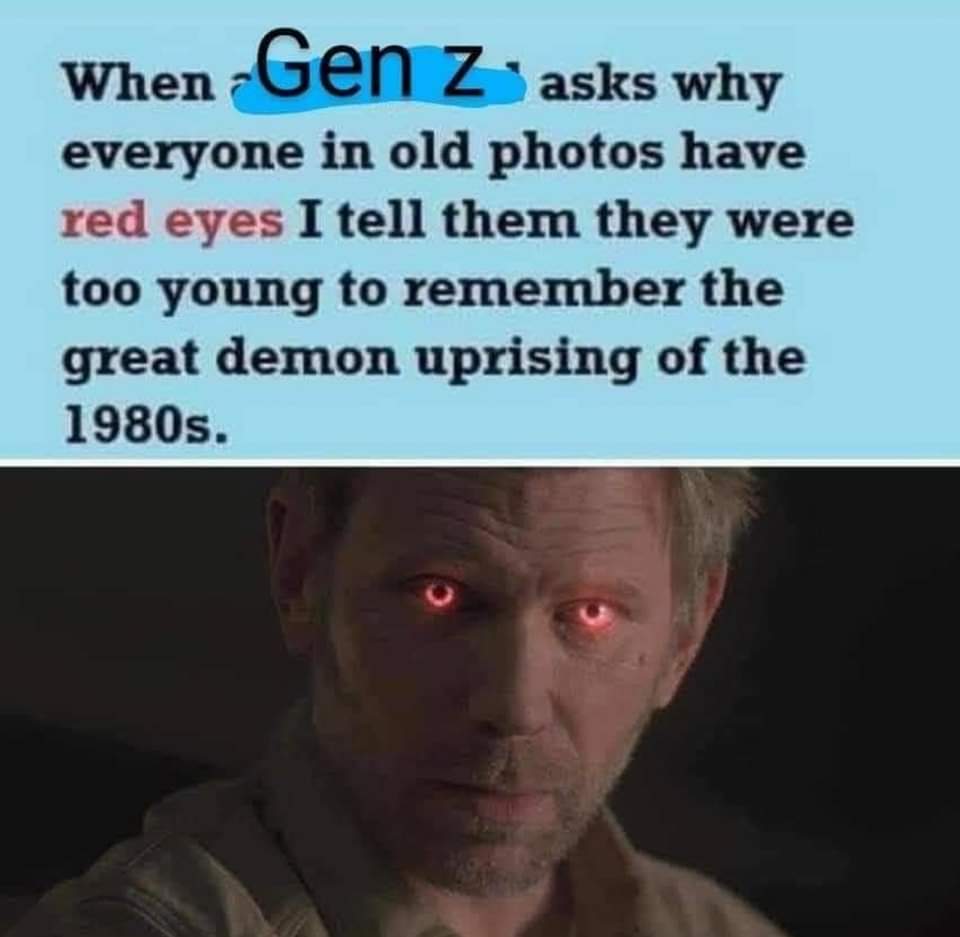 When Gen z asks why
everyone in old photos have
red eyes I tell them they were
too young to remember the
great demon uprising of the
1980s.